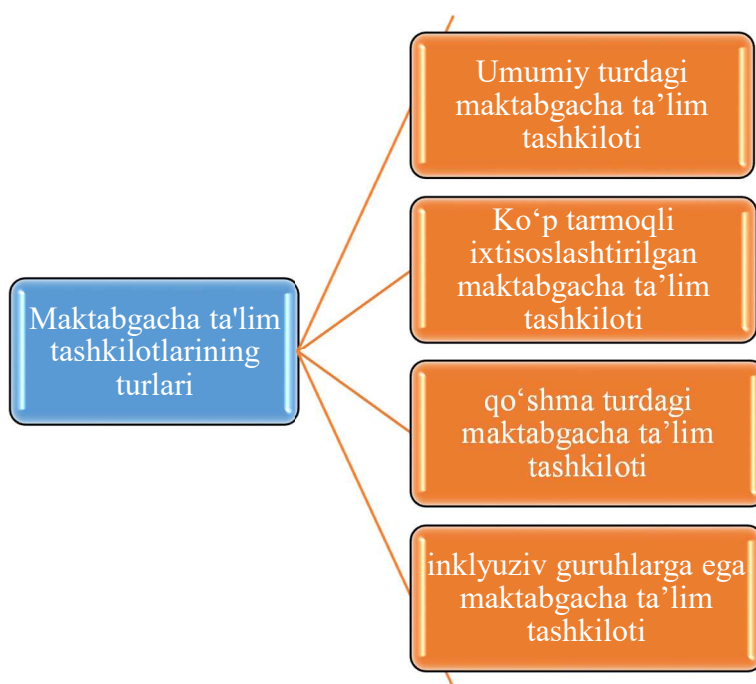 Maktabgacha ta'lim
tashkilotlarining
turlari
Umumiy turdagi
maktabgacha ta’lim
tashkiloti
Ko‘p tarmoqli
ixtisoslashtirilgan
maktabgacha ta’lim
tashkiloti
qo‘shma turdagi
maktabgacha ta’lim
tashkiloti
inklyuziv guruhlarga ega
maktabgacha ta’lim
tashkiloti